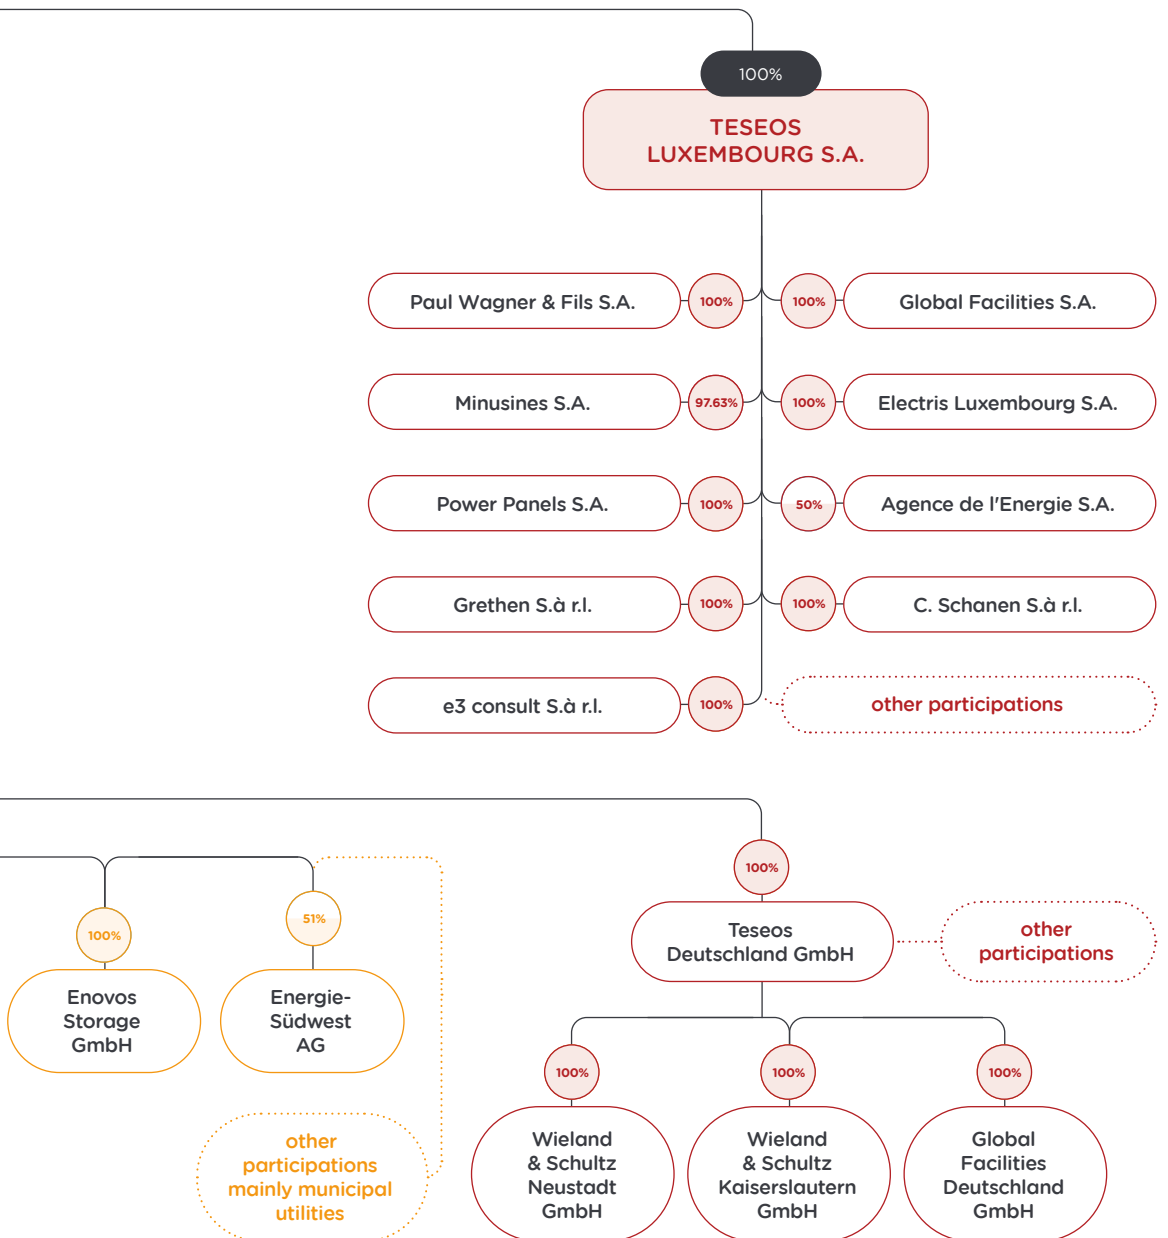 100%
TESEOS
LUXEMBOURG S.A.
Paul Wagner & Fils S.A.
100%
100%
Global Facilities S.A.
Minusines S.A.
97.63%
100%
Electris Luxembourg S.A.
Power Panels S.A.
100%
50%
Agence de l'Energie S.A.
Grethen S.à r.l.
100%
100%
C. Schanen S.à r.l.
e3 consult S.à r.l.
100%
other participations
100%
Teseos
Deutschland GmbH
other
participations
100%
Enovos
Storage
GmbH
51%
Energie-
Südwest
AG
other
participations
mainly municipal
utilities
100%
Wieland
& Schultz
Neustadt
GmbH
100%
Wieland
& Schultz
Kaiserslautern
GmbH
100%
Global
Facilities
Deutschland
GmbH